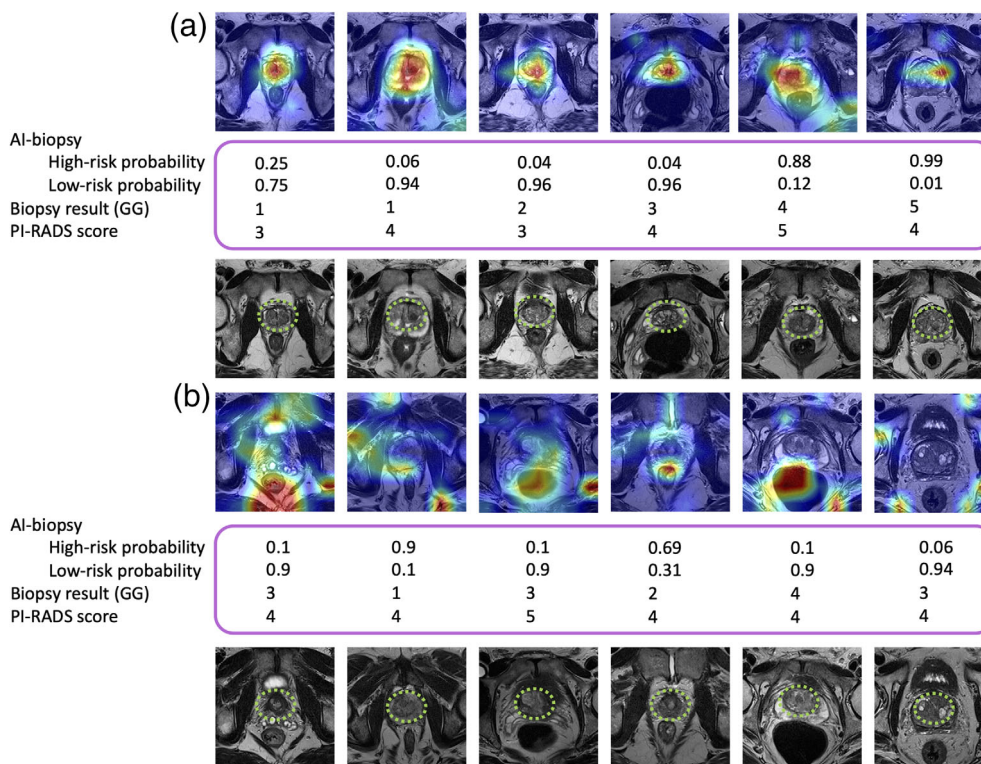 (a)
AI-biopsy
High-risk probability 0.25 0.06 0.04 0.04 0.88 0.99
Low-risk probability 0.75 0.94 0.96 0.96 0.12 0.01
Biopsy result (GG) 1 1 2 3 4 5
PI-RADS score 3 4 3 4 5 4
(b)
AI-biopsy
High-risk probability 0.1 0.9 0.1 0.69 0.1 0.06
Low-risk probability 0.9 0.1 0.9 0.31 0.9 0.94
Biopsy result (GG) 3 1 3 2 4 3
PI-RADS score 4 4 5 4 4 4